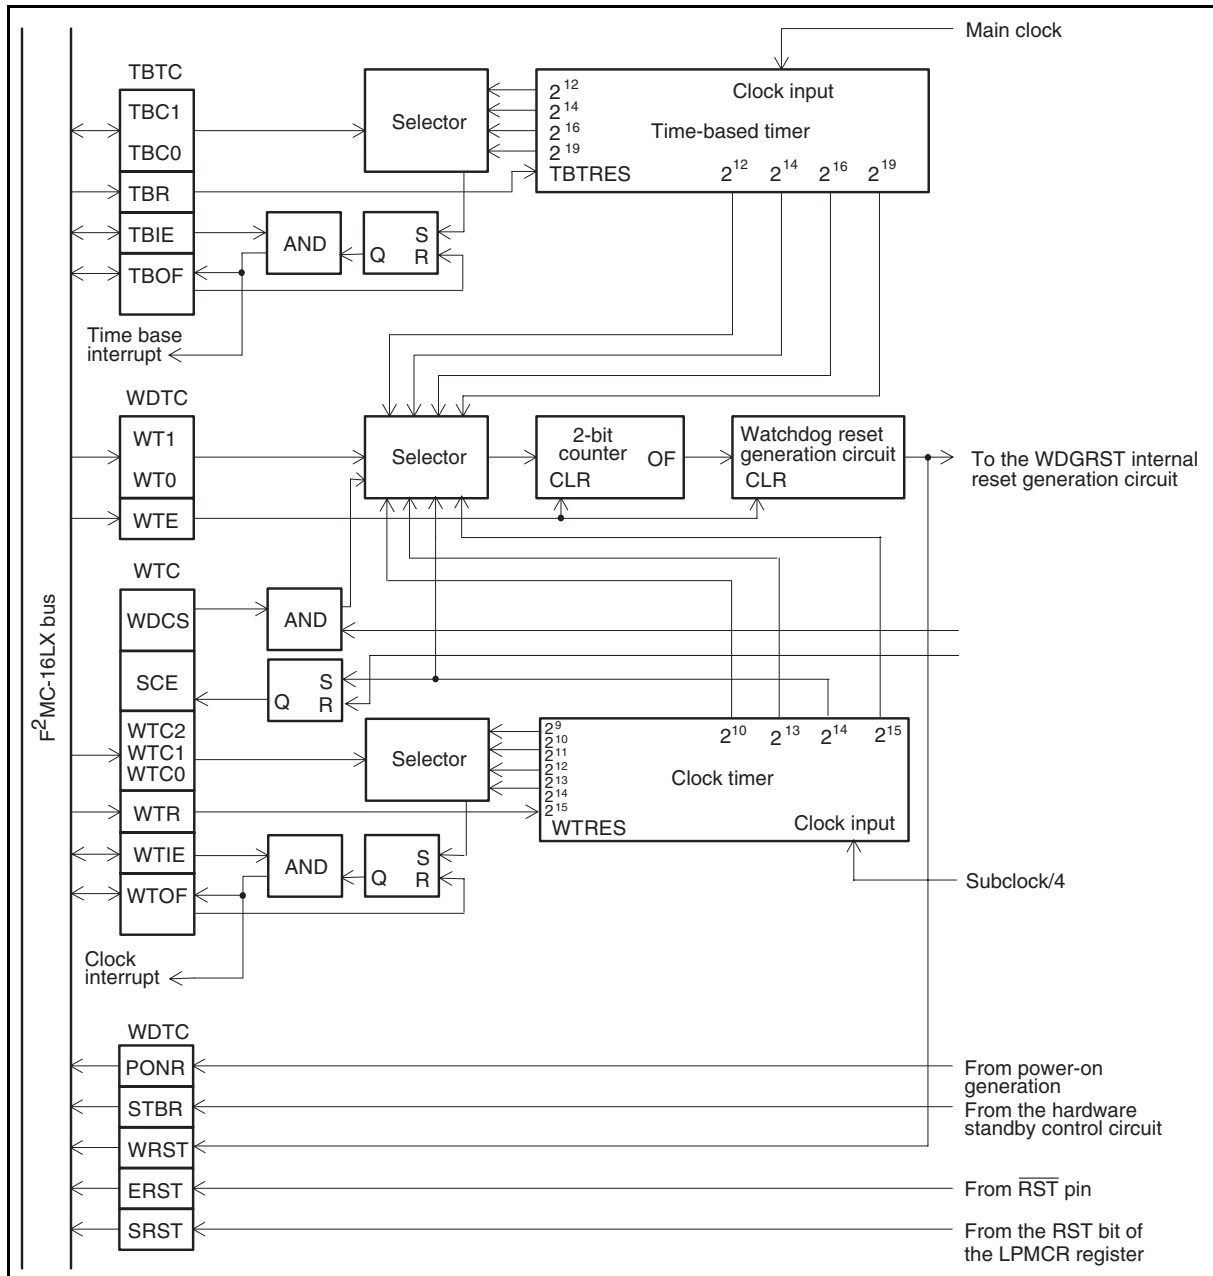 Main clock
TBTC
TBC1
TBC0
TBR
TBIE
TBOF
Selector
2^12
2^14
2^16
2^19
TBTRES
Clock input
Time-based timer
2^12 2^14 2^16 2^19
AND
S
Q R
Time base
interrupt
WDTC
WT1
WT0
WTE
Selector
2-bit
counter OF
CLR
Watchdog reset
generation circuit
CLR
To the WDGRST internal
reset generation circuit
F²MC-16LX bus
WTC
WDCS
AND
SCE
S
Q R
WTC2
WTC1
WTC0
WTR
WTIE
WTOF
Selector
2^9
2^10
2^11
2^12
2^13
2^14
2^15
WTRES
2^10 2^13 2^14 2^15
Clock timer
Clock input
AND
S
Q R
Subclock/4
Clock
interrupt
WDTC
PONR
STBR
WRST
ERST
SRST
From power-on
generation
From the hardware
standby control circuit
From R̅S̅T̅ pin
From the RST bit of
the LPMCR register